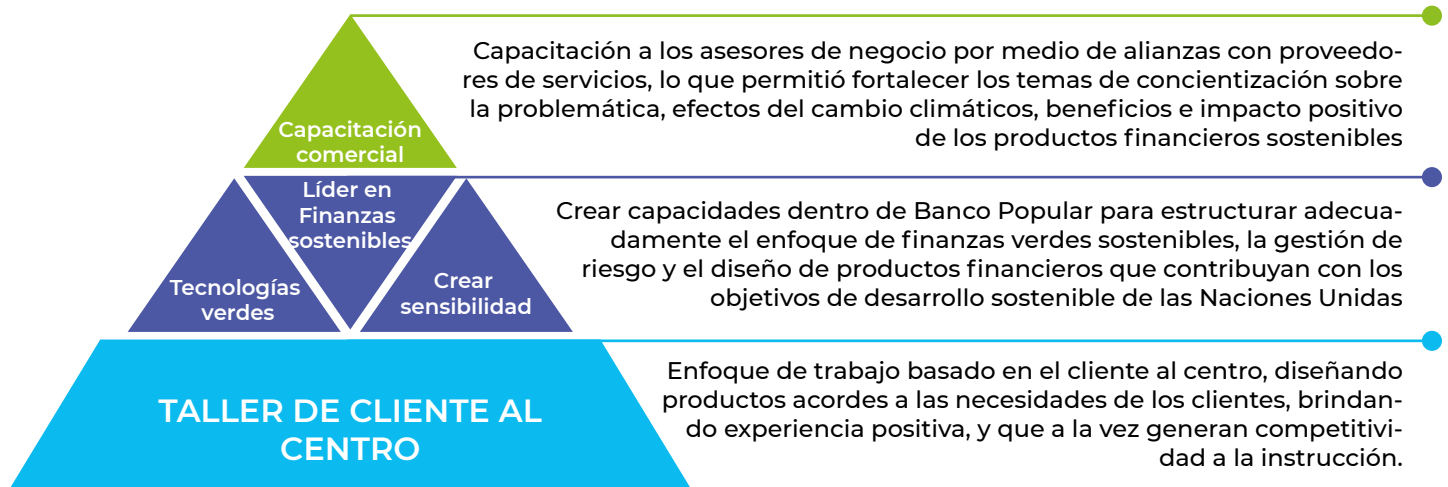 Capacitación
comercial
Capacitación a los asesores de negocio por medio de alianzas con proveedo-
res de servicios, lo que permitió fortalecer los temas de concientización sobre
la problemática, efectos del cambio climáticos, beneficios e impacto positivo
de los productos financieros sostenibles
Líder en
Finanzas
sostenibles
Tecnologías
verdes
Crear
sensibilidad
Crear capacidades dentro de Banco Popular para estructurar adecua-
damente el enfoque de finanzas verdes sostenibles, la gestión de
riesgo y el diseño de productos financieros que contribuyan con los
objetivos de desarrollo sostenible de las Naciones Unidas
TALLER DE CLIENTE AL
CENTRO
Enfoque de trabajo basado en el cliente al centro, diseñando
productos acordes a las necesidades de los clientes, brindan-
do experiencia positiva, y que a la vez generan competitivi-
dad a la instrucción.